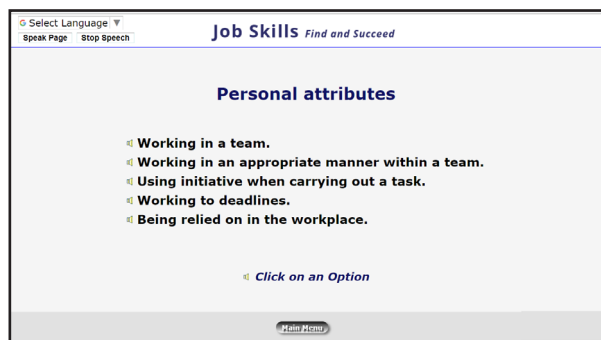 G Select Language ▼
Speak Page Stop Speech
Job Skills Find and Succeed
Personal attributes
Working in a team.
Working in an appropriate manner within a team.
Using initiative when carrying out a task.
Working to deadlines.
Being relied on in the workplace.
Click on an Option
Main Menu